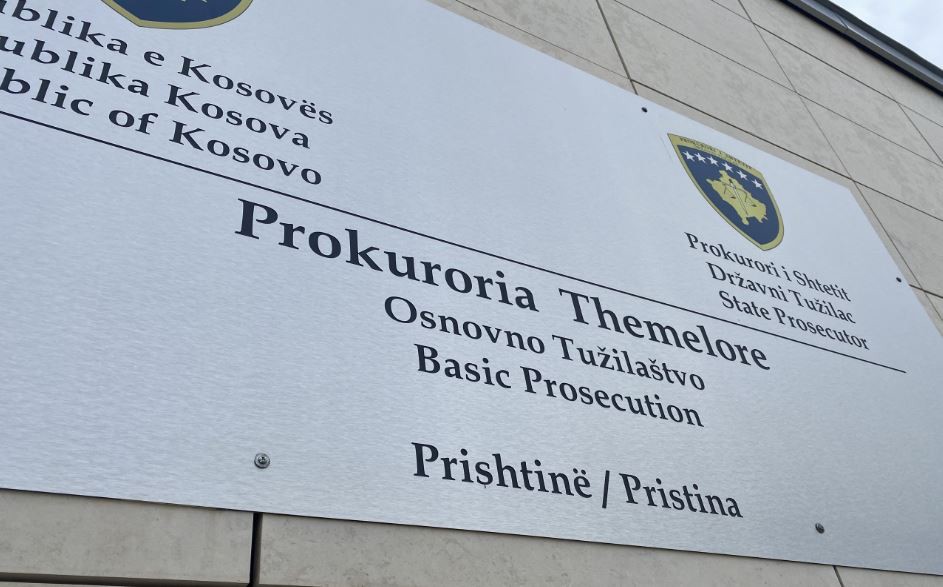 ublika e Kosovës
ublika Kosova
blic of Kosovo
Prokurori i Shtetit
Državni Tužilac
State Prosecutor
Prokuroria Themelore
Osnovno Tužilaštvo
Basic Prosecution
Prishtinë / Pristina